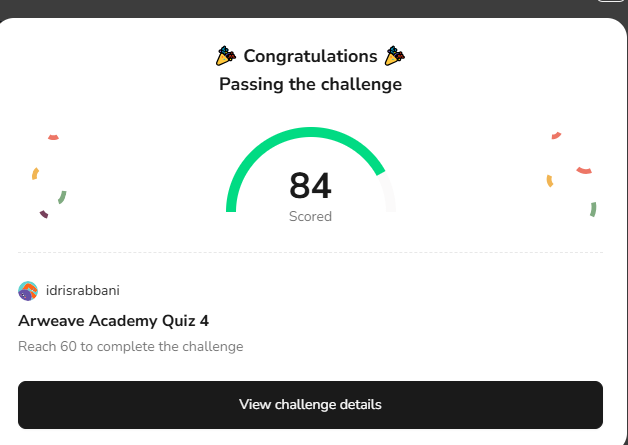 Congratulations
Passing the challenge
84
Scored
idrisrabbani
Arweave Academy Quiz 4
Reach 60 to complete the challenge
View challenge details